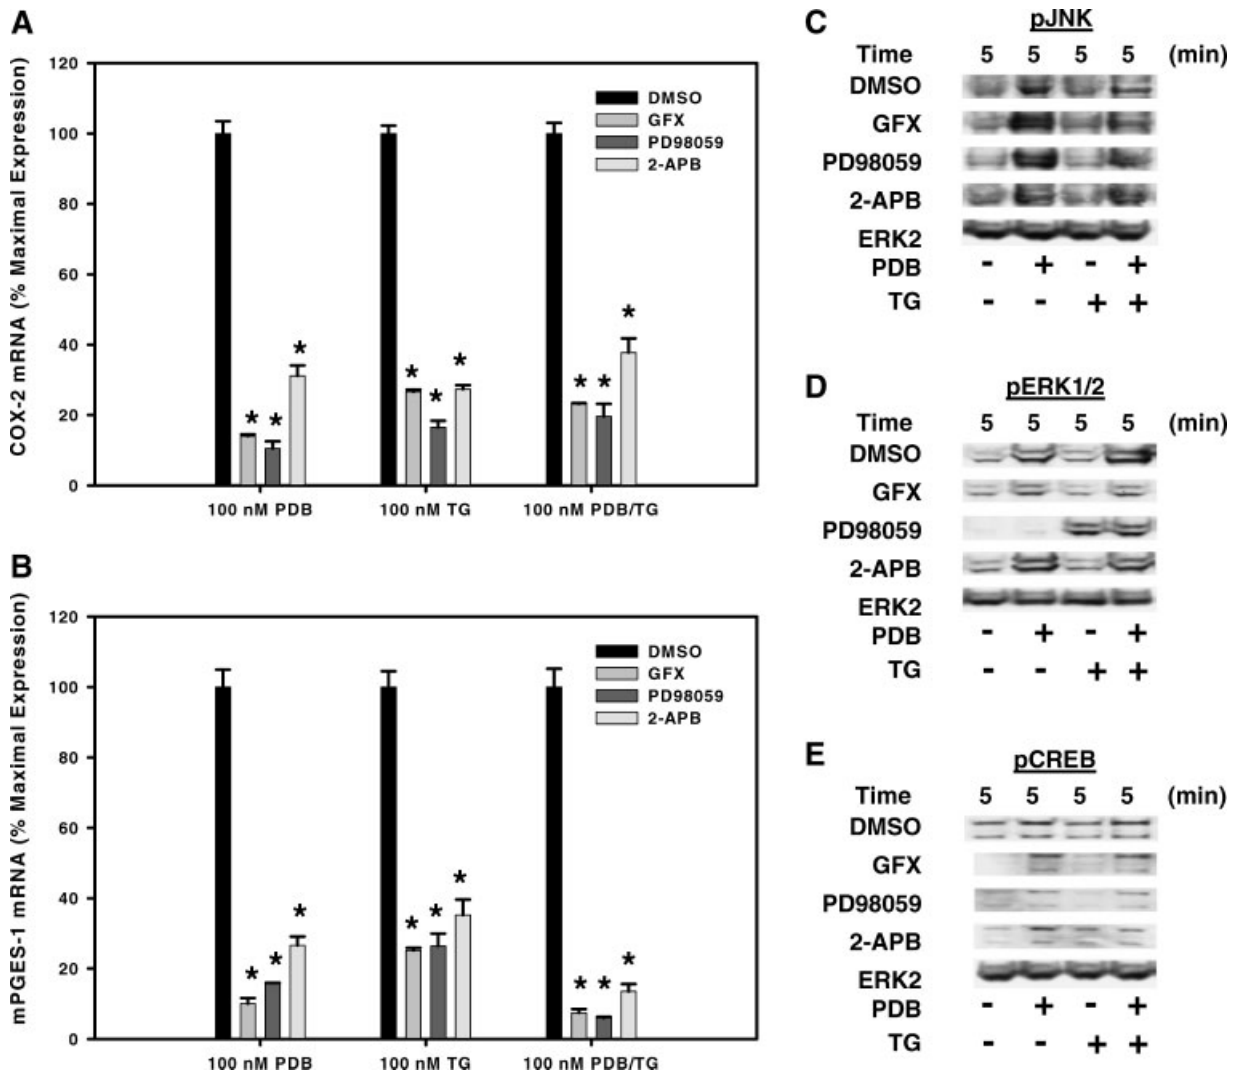 A
COX-2 mRNA (% Maximal Expression)
120
100
80
60
40
20
0
DMSO
GFX
PD98059
2-APB
* * *
* * *
* * *
100 nM PDB 100 nM TG 100 nM PDB/TG
B
mPGES-1 mRNA (% Maximal Expression)
120
100
80
60
40
20
0
DMSO
GFX
PD98059
2-APB
* * *
* * *
* * *
100 nM PDB 100 nM TG 100 nM PDB/TG
C
pJNK
Time 5 5 5 5 (min)
DMSO
GFX
PD98059
2-APB
ERK2
PDB - + - +
TG - - + +
D
pERK1/2
Time 5 5 5 5 (min)
DMSO
GFX
PD98059
2-APB
ERK2
PDB - + - +
TG - - + +
E
pCREB
Time 5 5 5 5 (min)
DMSO
GFX
PD98059
2-APB
ERK2
PDB - + - +
TG - - + +